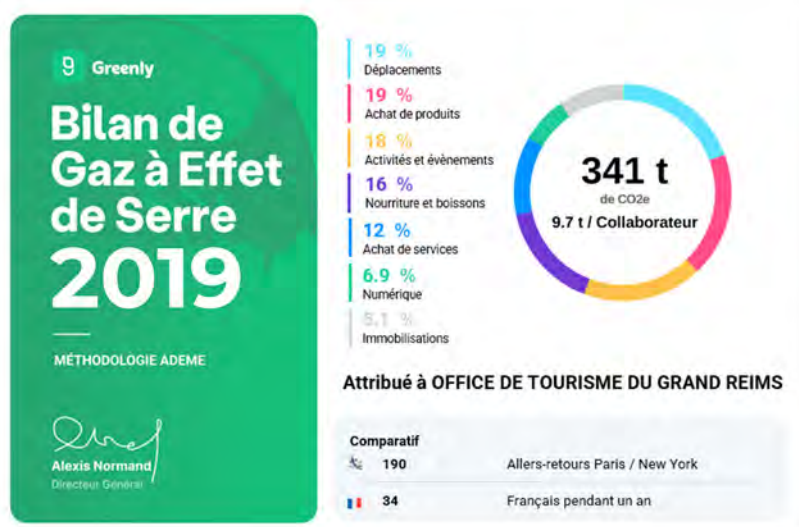 Greenly
Bilan de
Gaz à Effet
de Serre
2019
MÉTHODOLOGIE ADEME
Alexis Normand
Directeur Général
19 %
Déplacements
19 %
Achat de produits
18 %
Activités et évènements
16 %
Nourriture et boissons
12 %
Achat de services
6.9 %
Numérique
5.1 %
Immobilisations
341 t
de CO2e
9.7 t / Collaborateur
Attribué à OFFICE DE TOURISME DU GRAND REIMS
Comparatif
190 Allers-retours Paris / New York
34 Français pendant un an